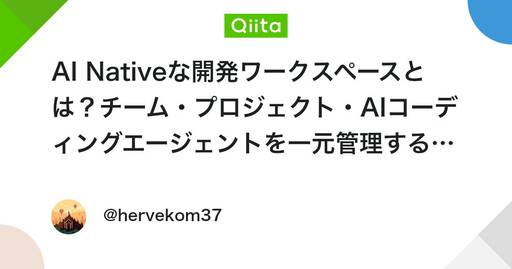 Qiita
AI Nativeな開発ワークスペースと
は？チーム・プロジェクト・AIコーデ
ィングエージェントを一元管理する…
@hervekom37